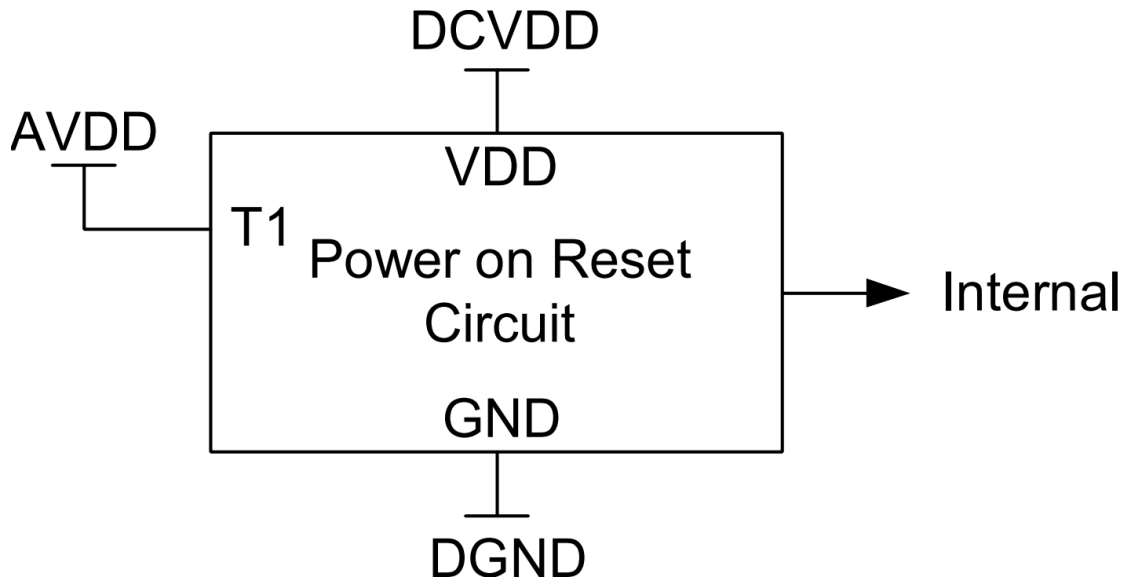 DCVDD
AVDD
VDD
T1
Power on Reset
Circuit
Internal
GND
DGND